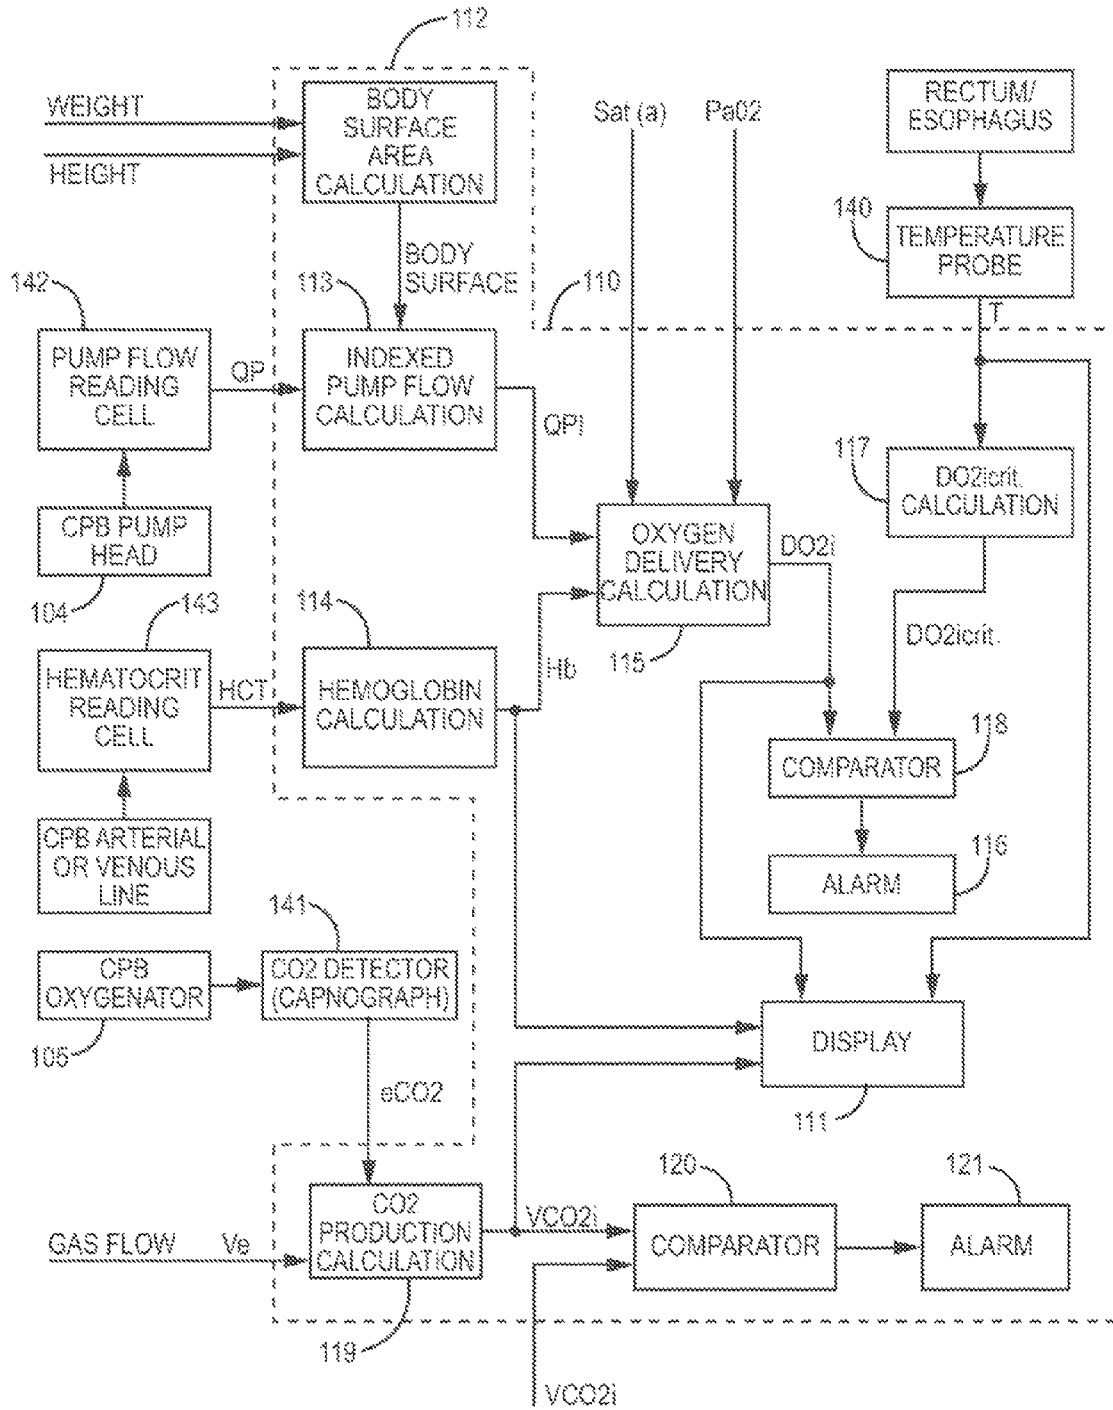 112
WEIGHT
HEIGHT
BODY
SURFACE
AREA
CALCULATION
Sat (a)
Pa02
RECTUM/
ESOPHAGUS
140
TEMPERATURE
PROBE
T
BODY
SURFACE
110
142
113
PUMP FLOW
READING
CELL
QP
INDEXED
PUMP FLOW
CALCULATION
QPi
117
DO2icrit.
CALCULATION
CPB PUMP
HEAD
104
OXYGEN
DELIVERY
CALCULATION
DO2i
115
DO2icrit.
143
114
HEMATOCRIT
READING
CELL
HCT
HEMOGLOBIN
CALCULATION
Hb
118
COMPARATOR
116
ALARM
CPB ARTERIAL
OR VENOUS
LINE
141
CPB
OXYGENATOR
105
CO2 DETECTOR
(CAPNOGRAPH)
eCO2
DISPLAY
111
GAS FLOW
Ve
CO2
PRODUCTION
CALCULATION
119
VCO2i
120
COMPARATOR
121
ALARM
VCO2i